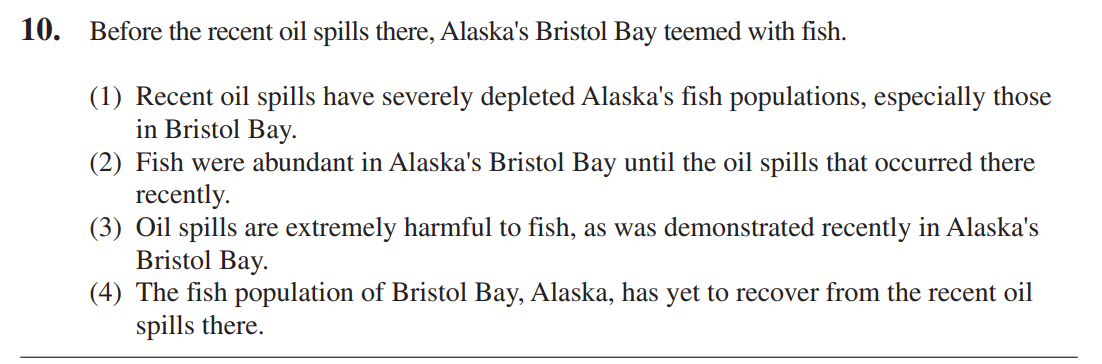 10. Before the recent oil spills there, Alaska's Bristol Bay teemed with fish.
(1) Recent oil spills have severely depleted Alaska's fish populations, especially those
in Bristol Bay.
(2) Fish were abundant in Alaska's Bristol Bay until the oil spills that occurred there
recently.
(3) Oil spills are extremely harmful to fish, as was demonstrated recently in Alaska's
Bristol Bay.
(4) The fish population of Bristol Bay, Alaska, has yet to recover from the recent oil
spills there.